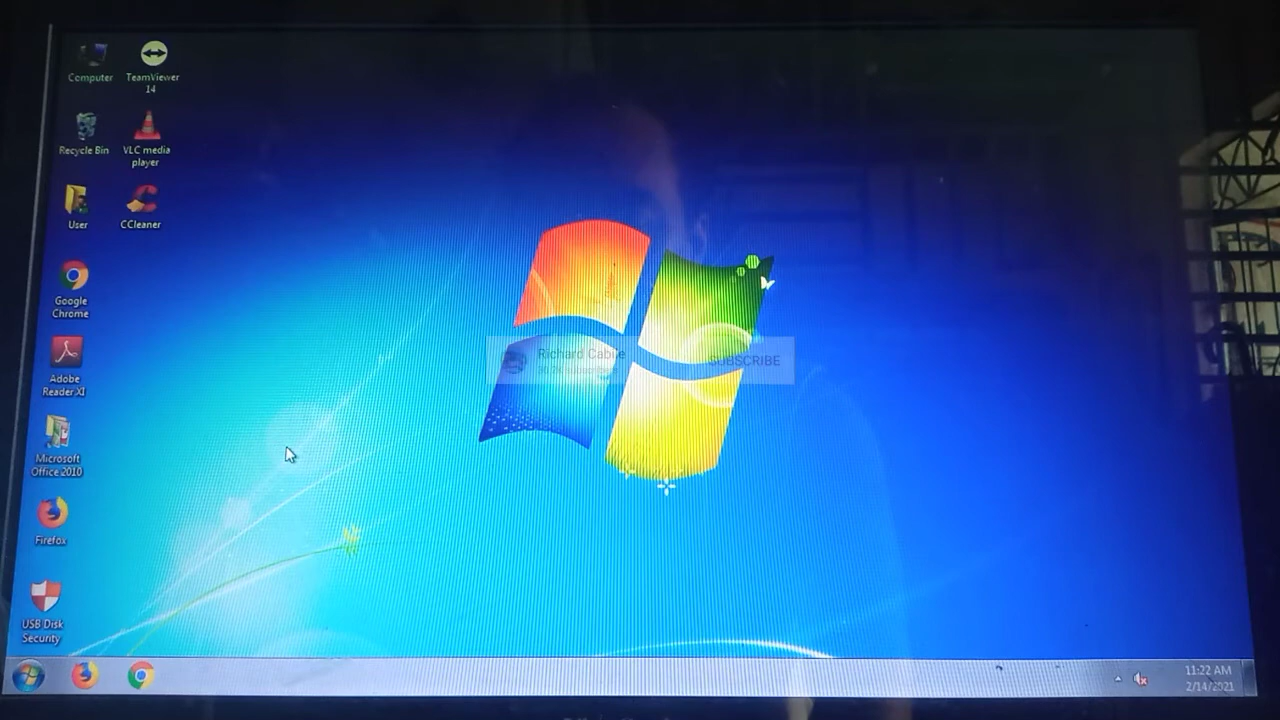 Computer
TeamViewer
14
Recycle Bin
VLC media
player
User
CCleaner
Google
Chrome
Adobe
Reader XI
Microsoft
Office 2010
Firefox
USB Disk
Security
Richard Cabile
SUBSCRIBE
11:22 AM
2/14/2021